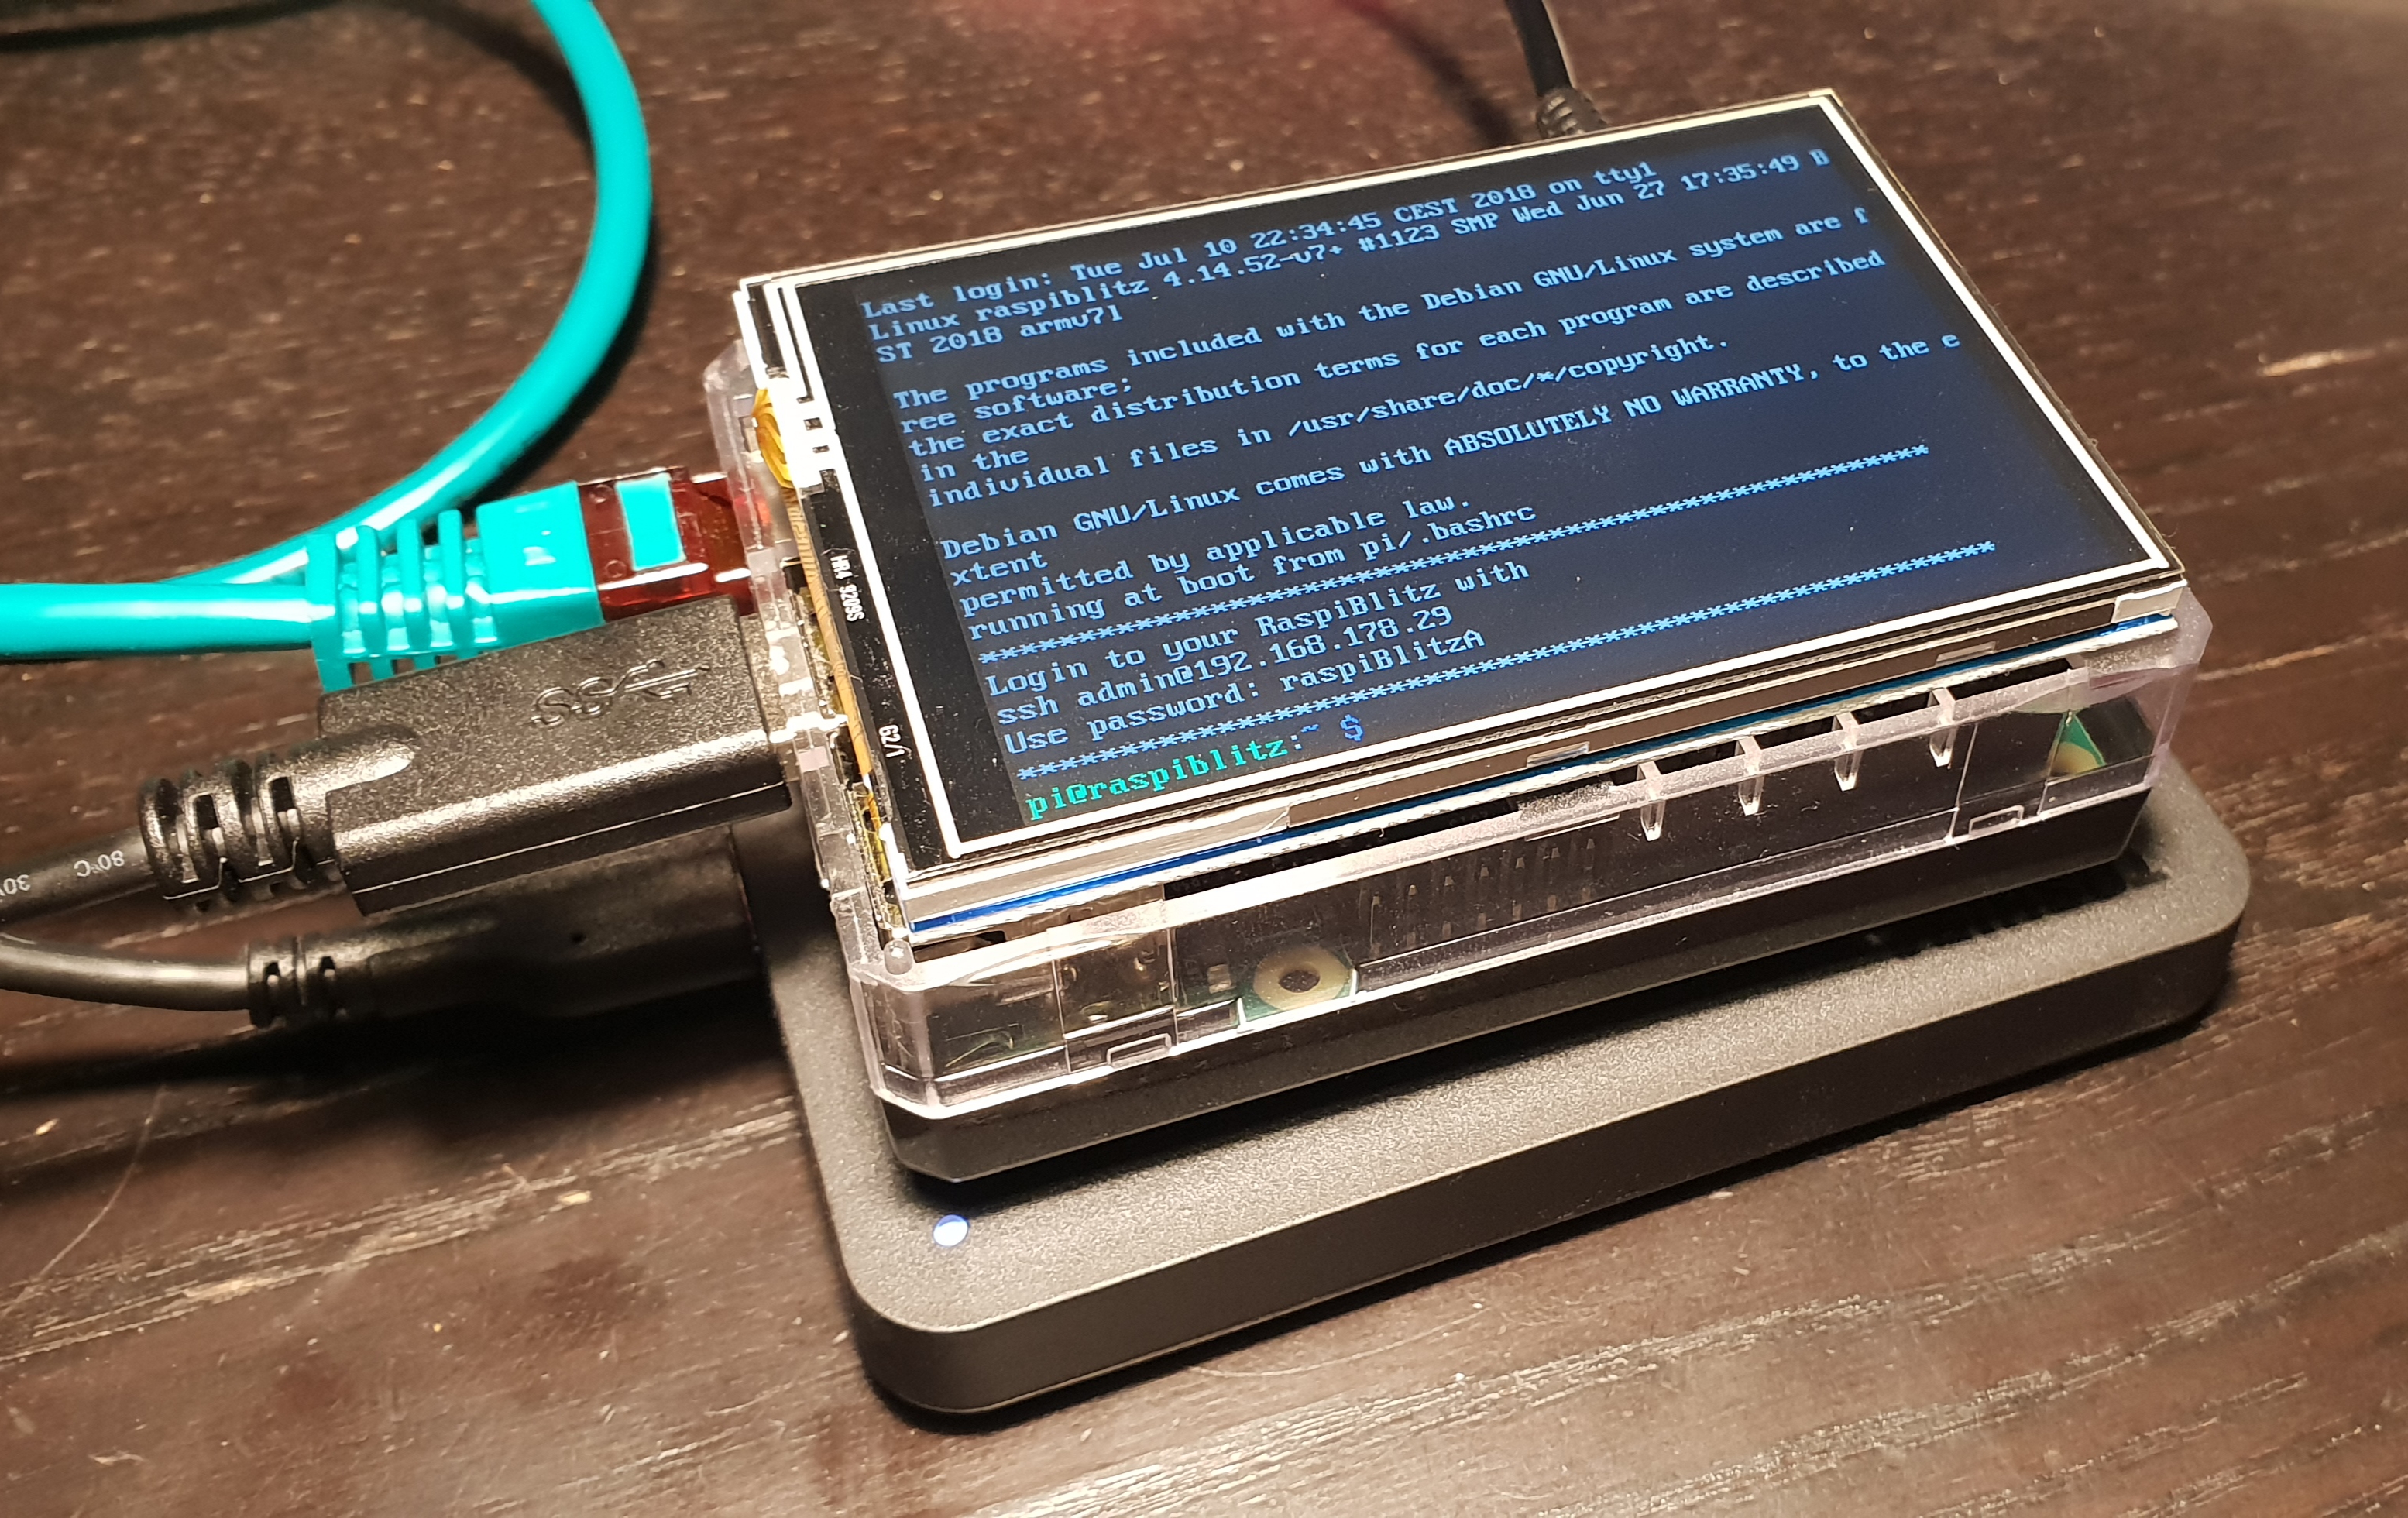 Last login: Tue Jul 10 22:34:45 CEST 2018 on tty1
Linux raspiblitz 4.14.52-v7+ #1123 SMP Wed Jun 27 17:35:49 B
ST 2018 armv7l
The programs included with the Debian GNU/Linux system are f
ree software;
the exact distribution terms for each program are described
in the
individual files in /usr/share/doc/*/copyright.
Debian GNU/Linux comes with ABSOLUTELY NO WARRANTY, to the e
xtent
permitted by applicable law.
running at boot from pi/.bashrc
************************************************************
Login to your RaspiBlitz with
ssh admin@192.168.178.29
Use password: raspiBlitzA
************************************************************
pi@raspiblitz:~ $
SS
80°C